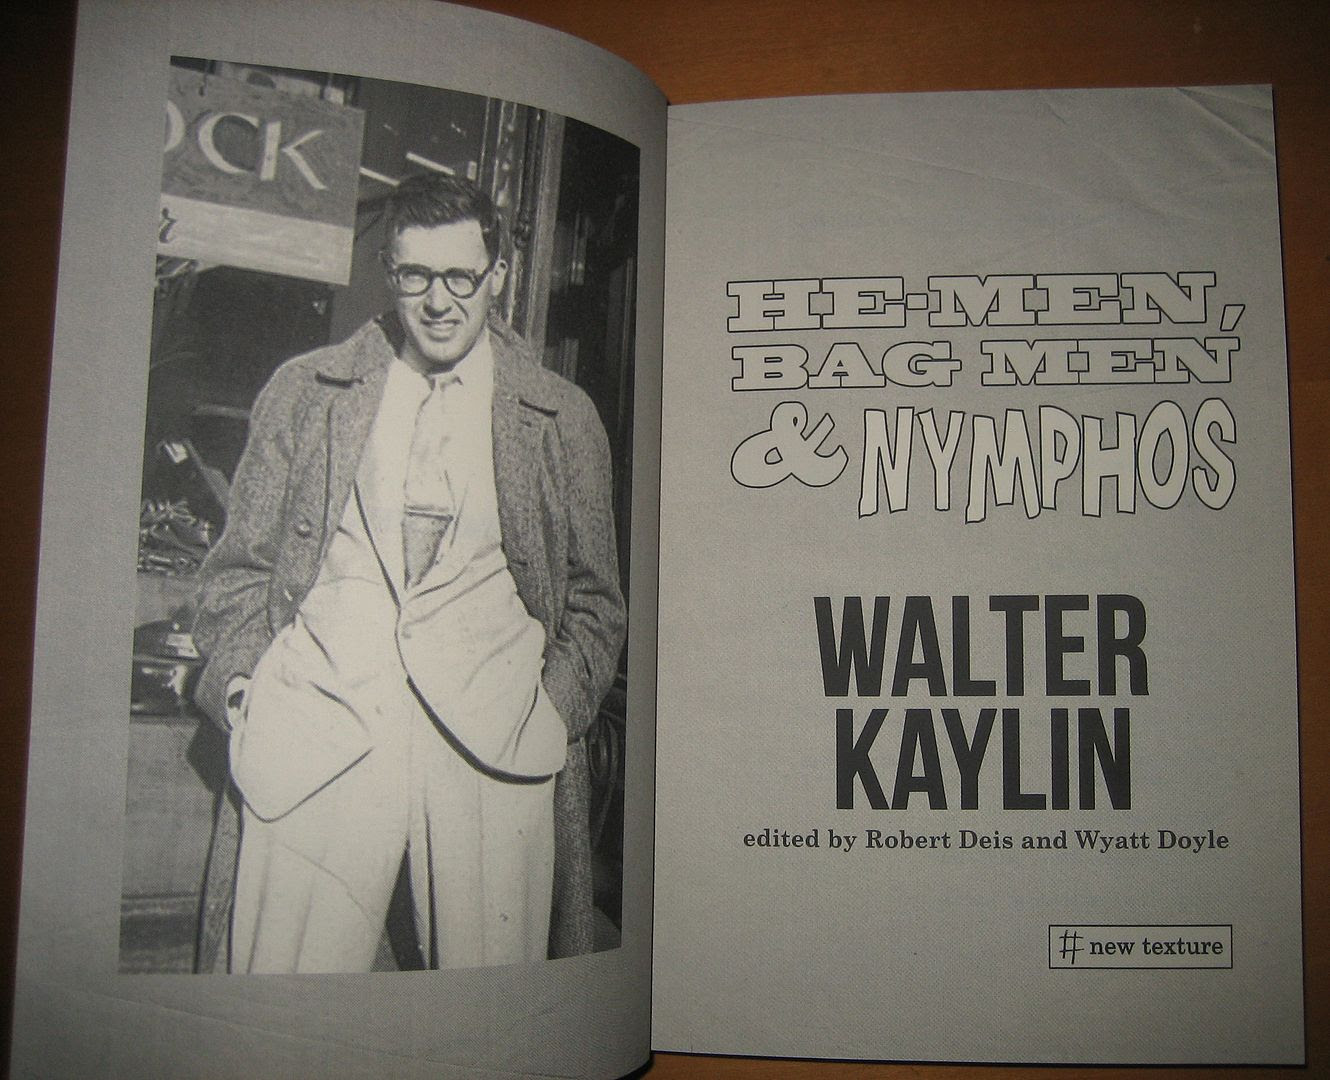 OCK
r
HE-MEN,
BAG MEN
& NYMPHOS
WALTER
KAYLIN
edited by Robert Deis and Wyatt Doyle
# new texture